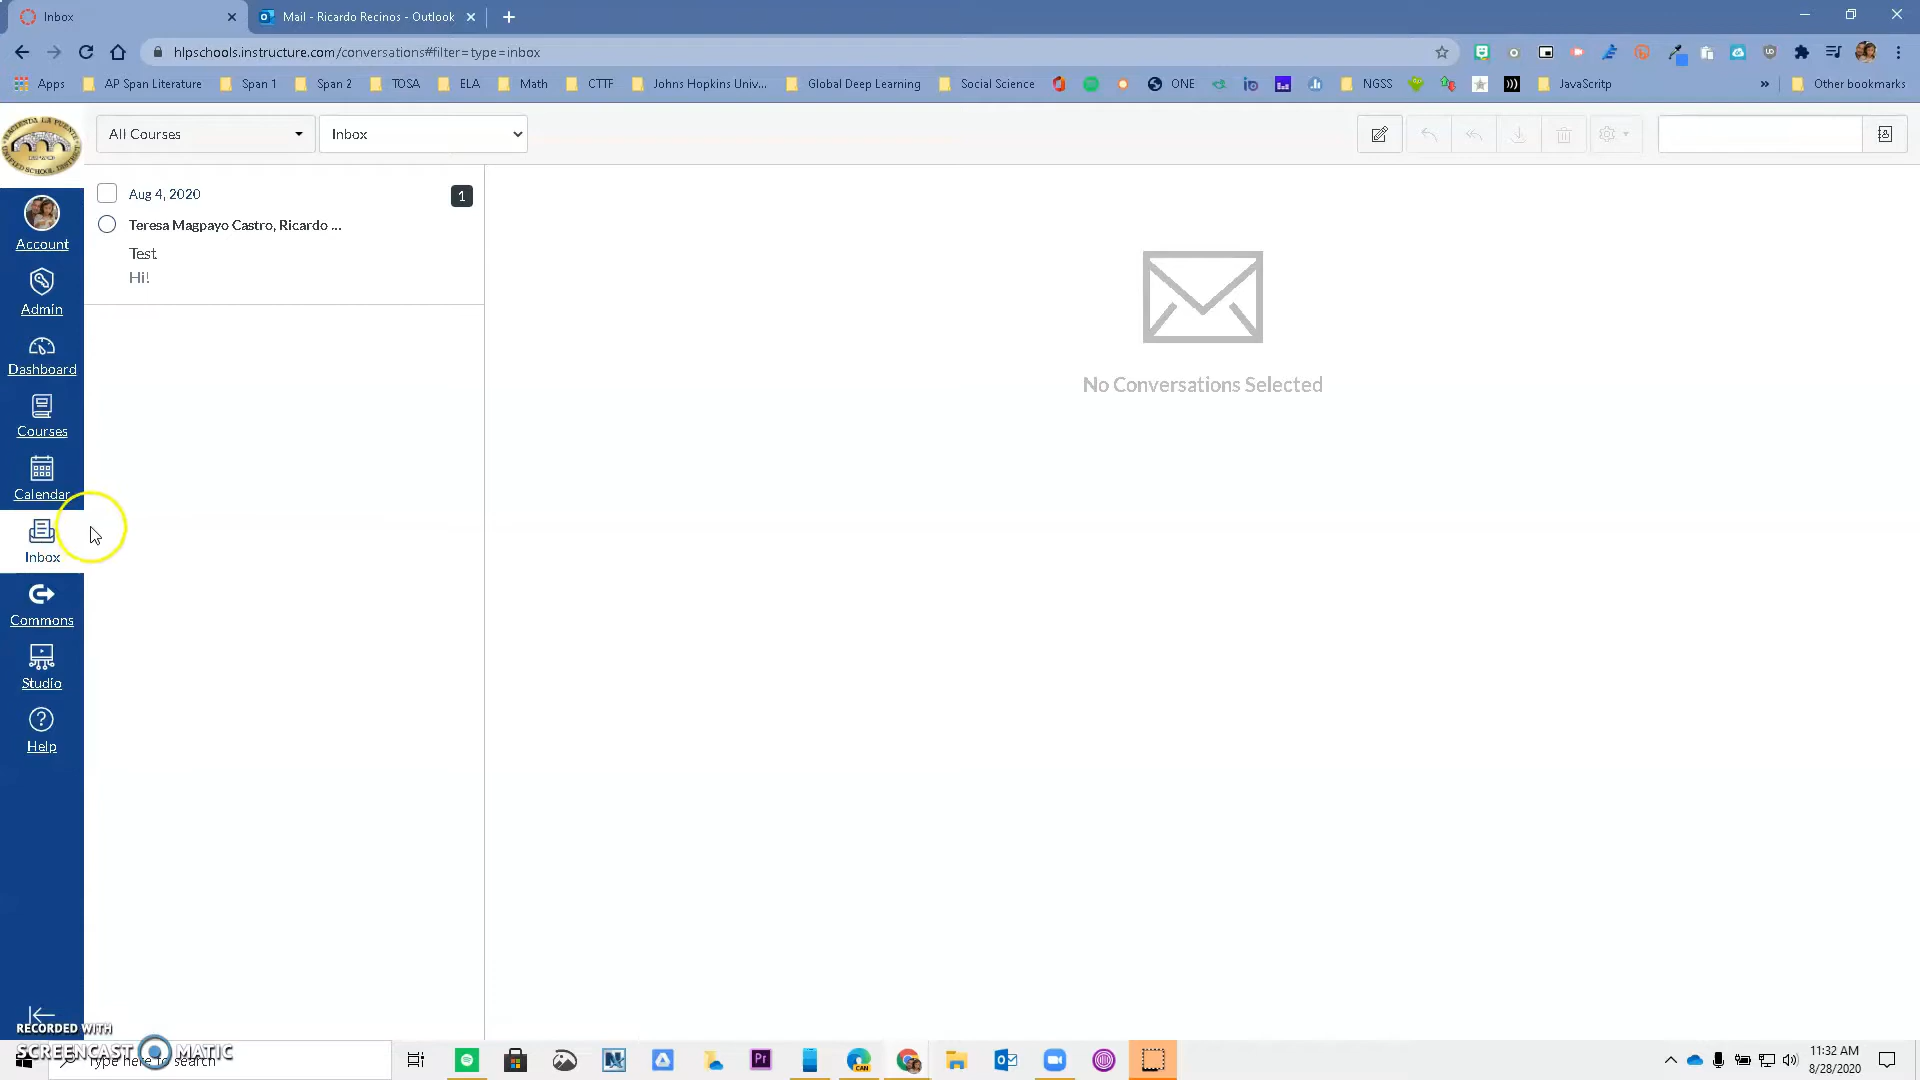 Inbox
Mail - Ricardo Recinos - Outlook
hlpschools.instructure.com/conversations#filter=type=inbox
Apps
AP Span Literature
Span 1
Span 2
TOSA
ELA
Math
CTTF
Johns Hopkins Univ...
Global Deep Learning
Social Science
ONE
NGSS
JavaScritp
»
Other bookmarks
All Courses
Inbox
Account
Admin
Dashboard
Courses
Calendar
Inbox
Commons
Studio
Help
Aug 4, 2020
1
Teresa Magpayo Castro, Ricardo ...
Test
Hi!
No Conversations Selected
RECORDED WITH
SCREENCAST MATIC
Type here to search
Pr
CAN
11:32 AM
8/28/2020